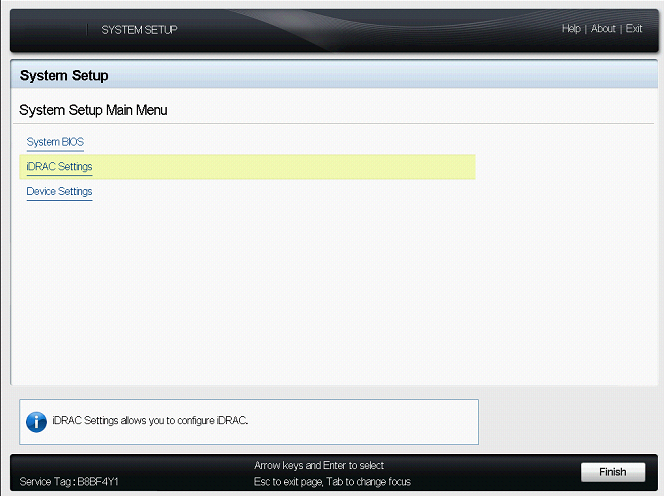 SYSTEM SETUP
Help | About | Exit
System Setup
System Setup Main Menu
System BIOS
iDRAC Settings
Device Settings
iDRAC Settings allows you to configure iDRAC.
Arrow keys and Enter to select
Service Tag : B8BF4Y1
Esc to exit page, Tab to change focus
Finish